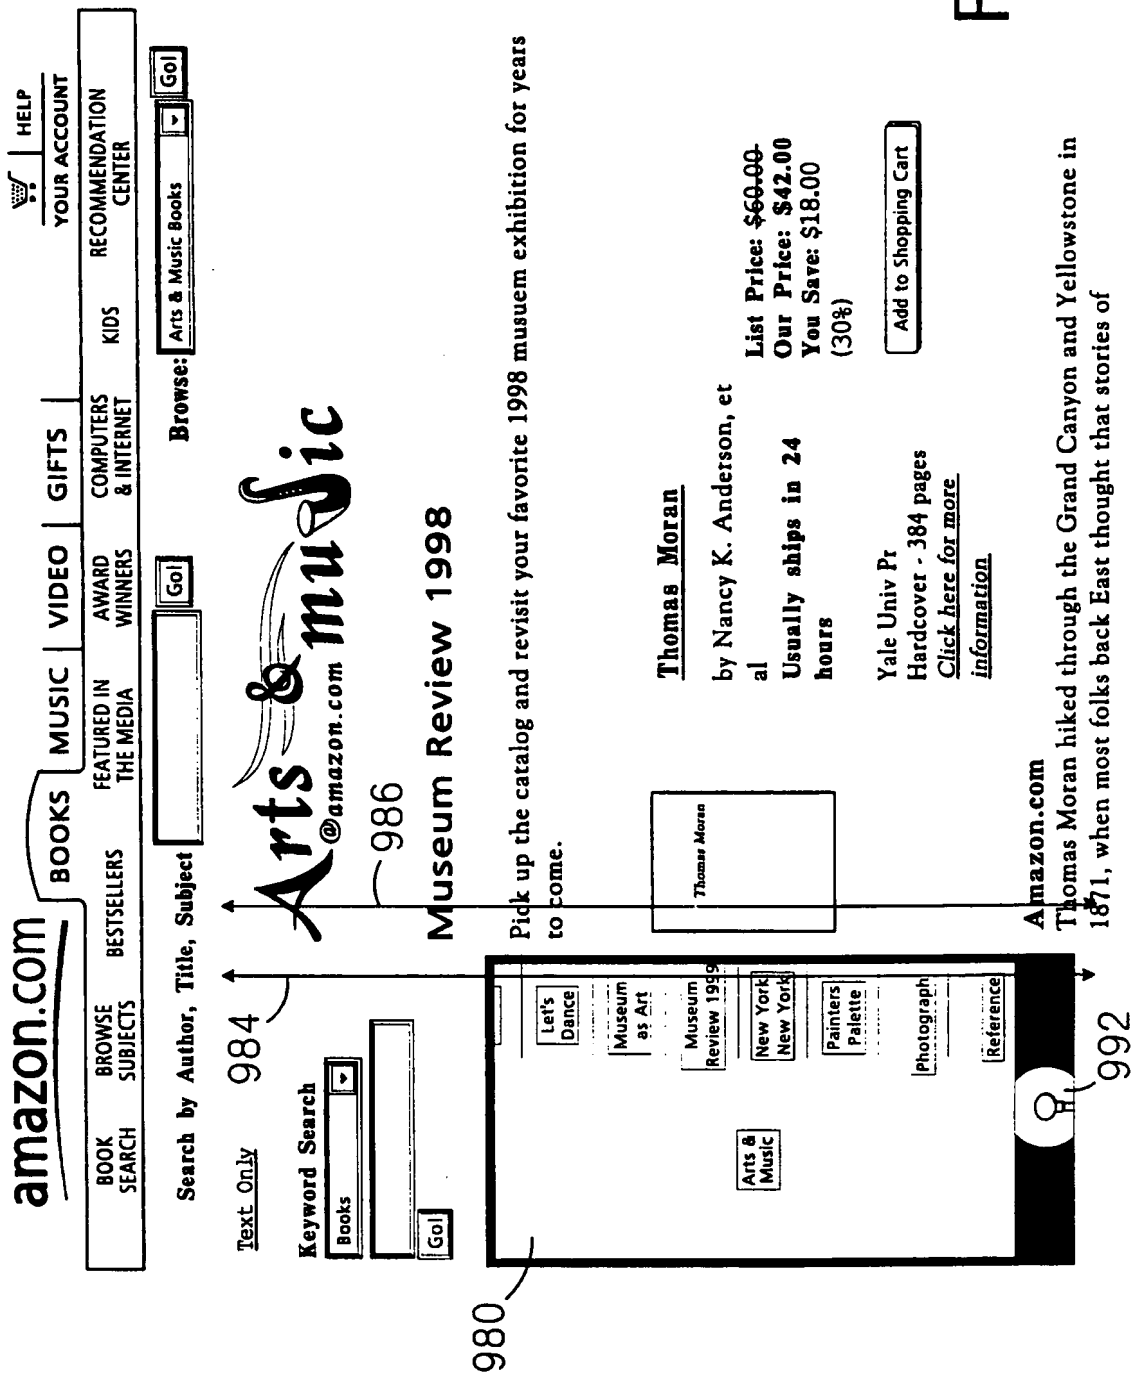 HELP
YOUR ACCOUNT
amazon.com
BOOKS MUSIC VIDEO GIFTS
BOOK SEARCH
BROWSE SUBJECTS
BESTSELLERS
FEATURED IN THE MEDIA
AWARD WINNERS
COMPUTERS & INTERNET
KIDS
RECOMMENDATION CENTER
Search by Author, Title, Subject
Go!
Browse:
Arts & Music Books
Go!
Text Only
984
Keyword Search
Books
Go!
Arts & muSic
@amazon.com
986
Museum Review 1998
Pick up the catalog and revisit your favorite 1998 musuem exhibition for years
to come.
980
Let's
Dance
Museum
as Art
Museum
Review 1999
New York
New York
Painters
Palette
Photograph
Reference
Arts &
Music
992
Thomas Moran
Thomas Moran
by Nancy K. Anderson, et
al
Usually ships in 24
hours
Yale Univ Pr
Hardcover - 384 pages
Click here for more
information
List Price: $60.00
Our Price: $42.00
You Save: $18.00
(30%)
Add to Shopping Cart
Amazon.com
Thomas Moran hiked through the Grand Canyon and Yellowstone in
1871, when most folks back East thought that stories of